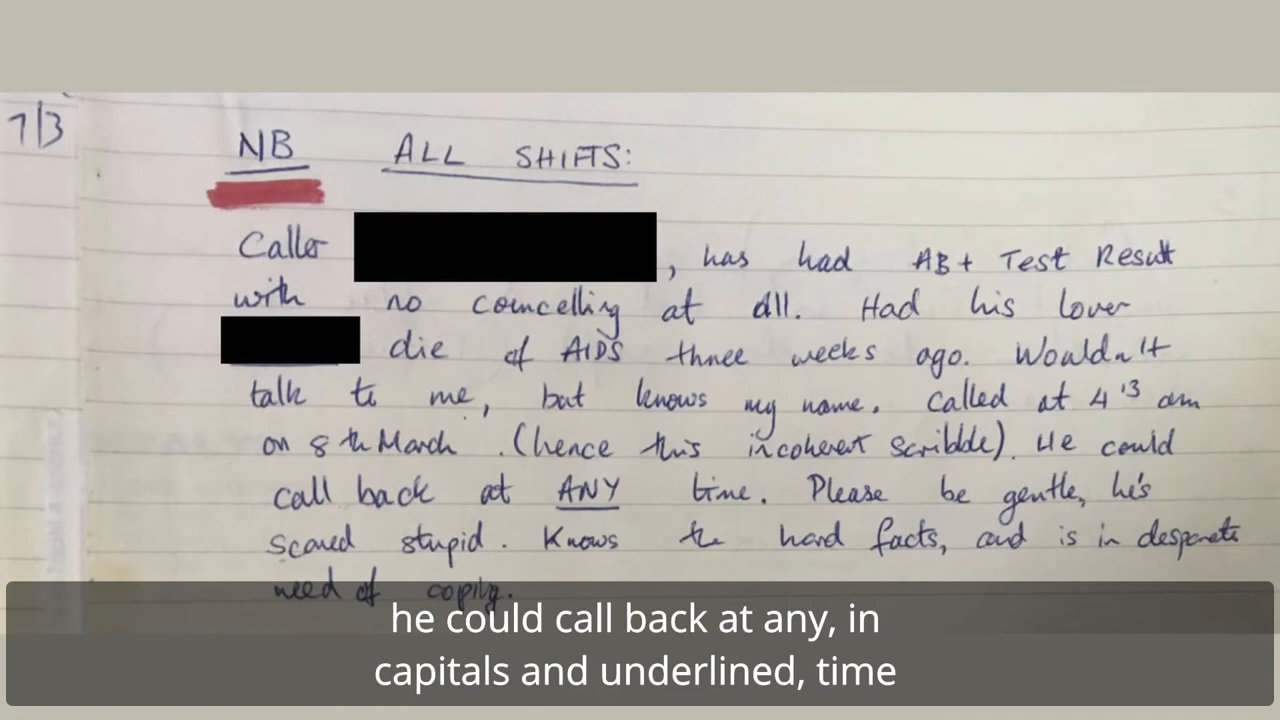 7/3
NB ALL SHIFTS:
Caller , has had AB+ Test Result
with no councelling at all. Had his lover
die of AIDS three weeks ago. Wouldn't
talk to me, but knows my name. Called at 4:13 am
on 8th March. (hence this incoherent scribble). He could
call back at ANY time. Please be gentle, he's
scared stupid. Knows the hard facts, and is in desperate
need of coping.
he could call back at any, in
capitals and underlined, time